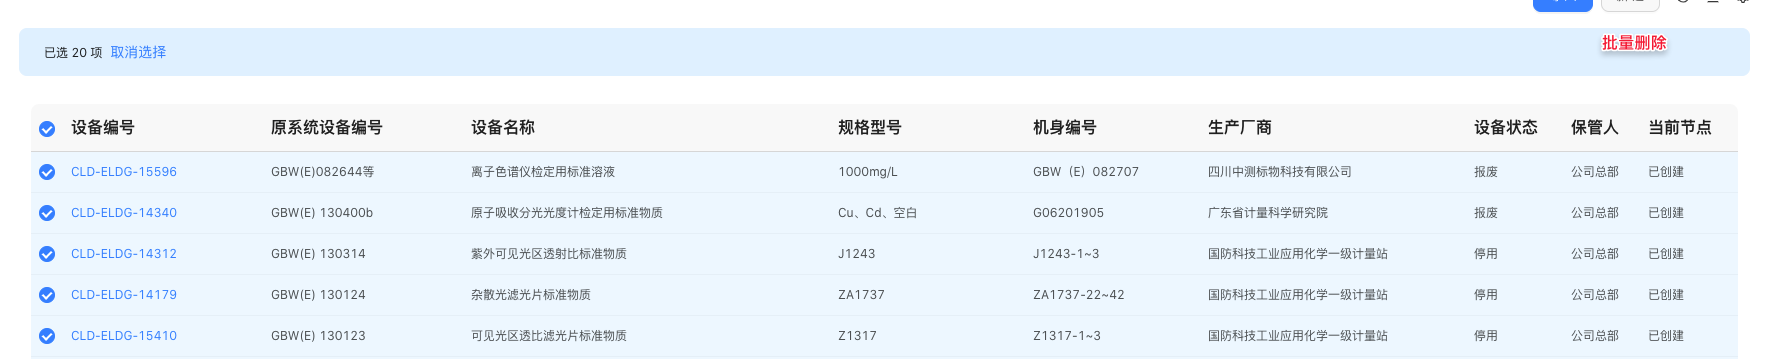 批量删除
已选 20 项 取消选择
设备编号 原系统设备编号 设备名称 规格型号 机身编号 生产厂商 设备状态 保管人 当前节点
CLD-ELDG-15596 GBW(E)082644等 离子色谱仪检定用标准溶液 1000mg/L GBW（E）082707 四川中测标物科技有限公司 报废 公司总部 已创建
CLD-ELDG-14340 GBW(E) 130400b 原子吸收分光光度计检定用标准物质 Cu、Cd、空白 G06201905 广东省计量科学研究院 报废 公司总部 已创建
CLD-ELDG-14312 GBW(E) 130314 紫外可见光区透射比标准物质 J1243 J1243-1~3 国防科技工业应用化学一级计量站 停用 公司总部 已创建
CLD-ELDG-14179 GBW(E) 130124 杂散光滤光片标准物质 ZA1737 ZA1737-22~42 国防科技工业应用化学一级计量站 停用 公司总部 已创建
CLD-ELDG-15410 GBW(E) 130123 可见光区透比滤光片标准物质 Z1317 Z1317-1~3 国防科技工业应用化学一级计量站 停用 公司总部 已创建